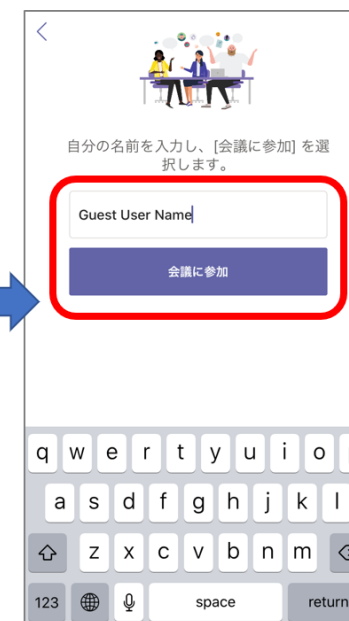 自分の名前を入力し、[会議に参加] を選
択します。
Guest User Name
会議に参加
q w e r t y u i o
a s d f g h j k l
z x c v b n m
123 space return